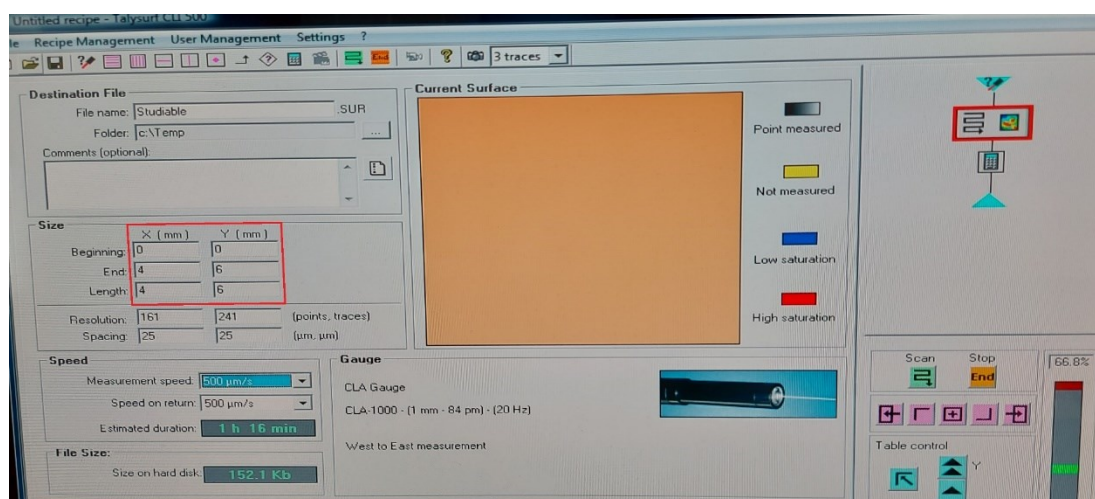 Untitled recipe - Talysurf CLI 500
Recipe Management User Management Settings ?
End ? 3 traces
Destination File
File name: Studiable .SUR
Folder: c:\Temp ...
Comments (optional):
Size
X (mm) Y (mm)
Beginning: 0 0
End: 4 6
Length: 4 6
Resolution: 161 241 (points, traces)
Spacing: 25 25 (µm, µm)
Speed
Measurement speed: 500 µm/s
Speed on return: 500 µm/s
Estimated duration: 1 h 16 min
File Size:
Size on hard disk: 152.1 Kb
Current Surface
Point measured
Not measured
Low saturation
High saturation
Gauge
CLA Gauge
CLA-1000 - (1 mm - 84 pm) - (20 Hz)
West to East measurement
Scan Stop
End
66.8%
Table control
Y